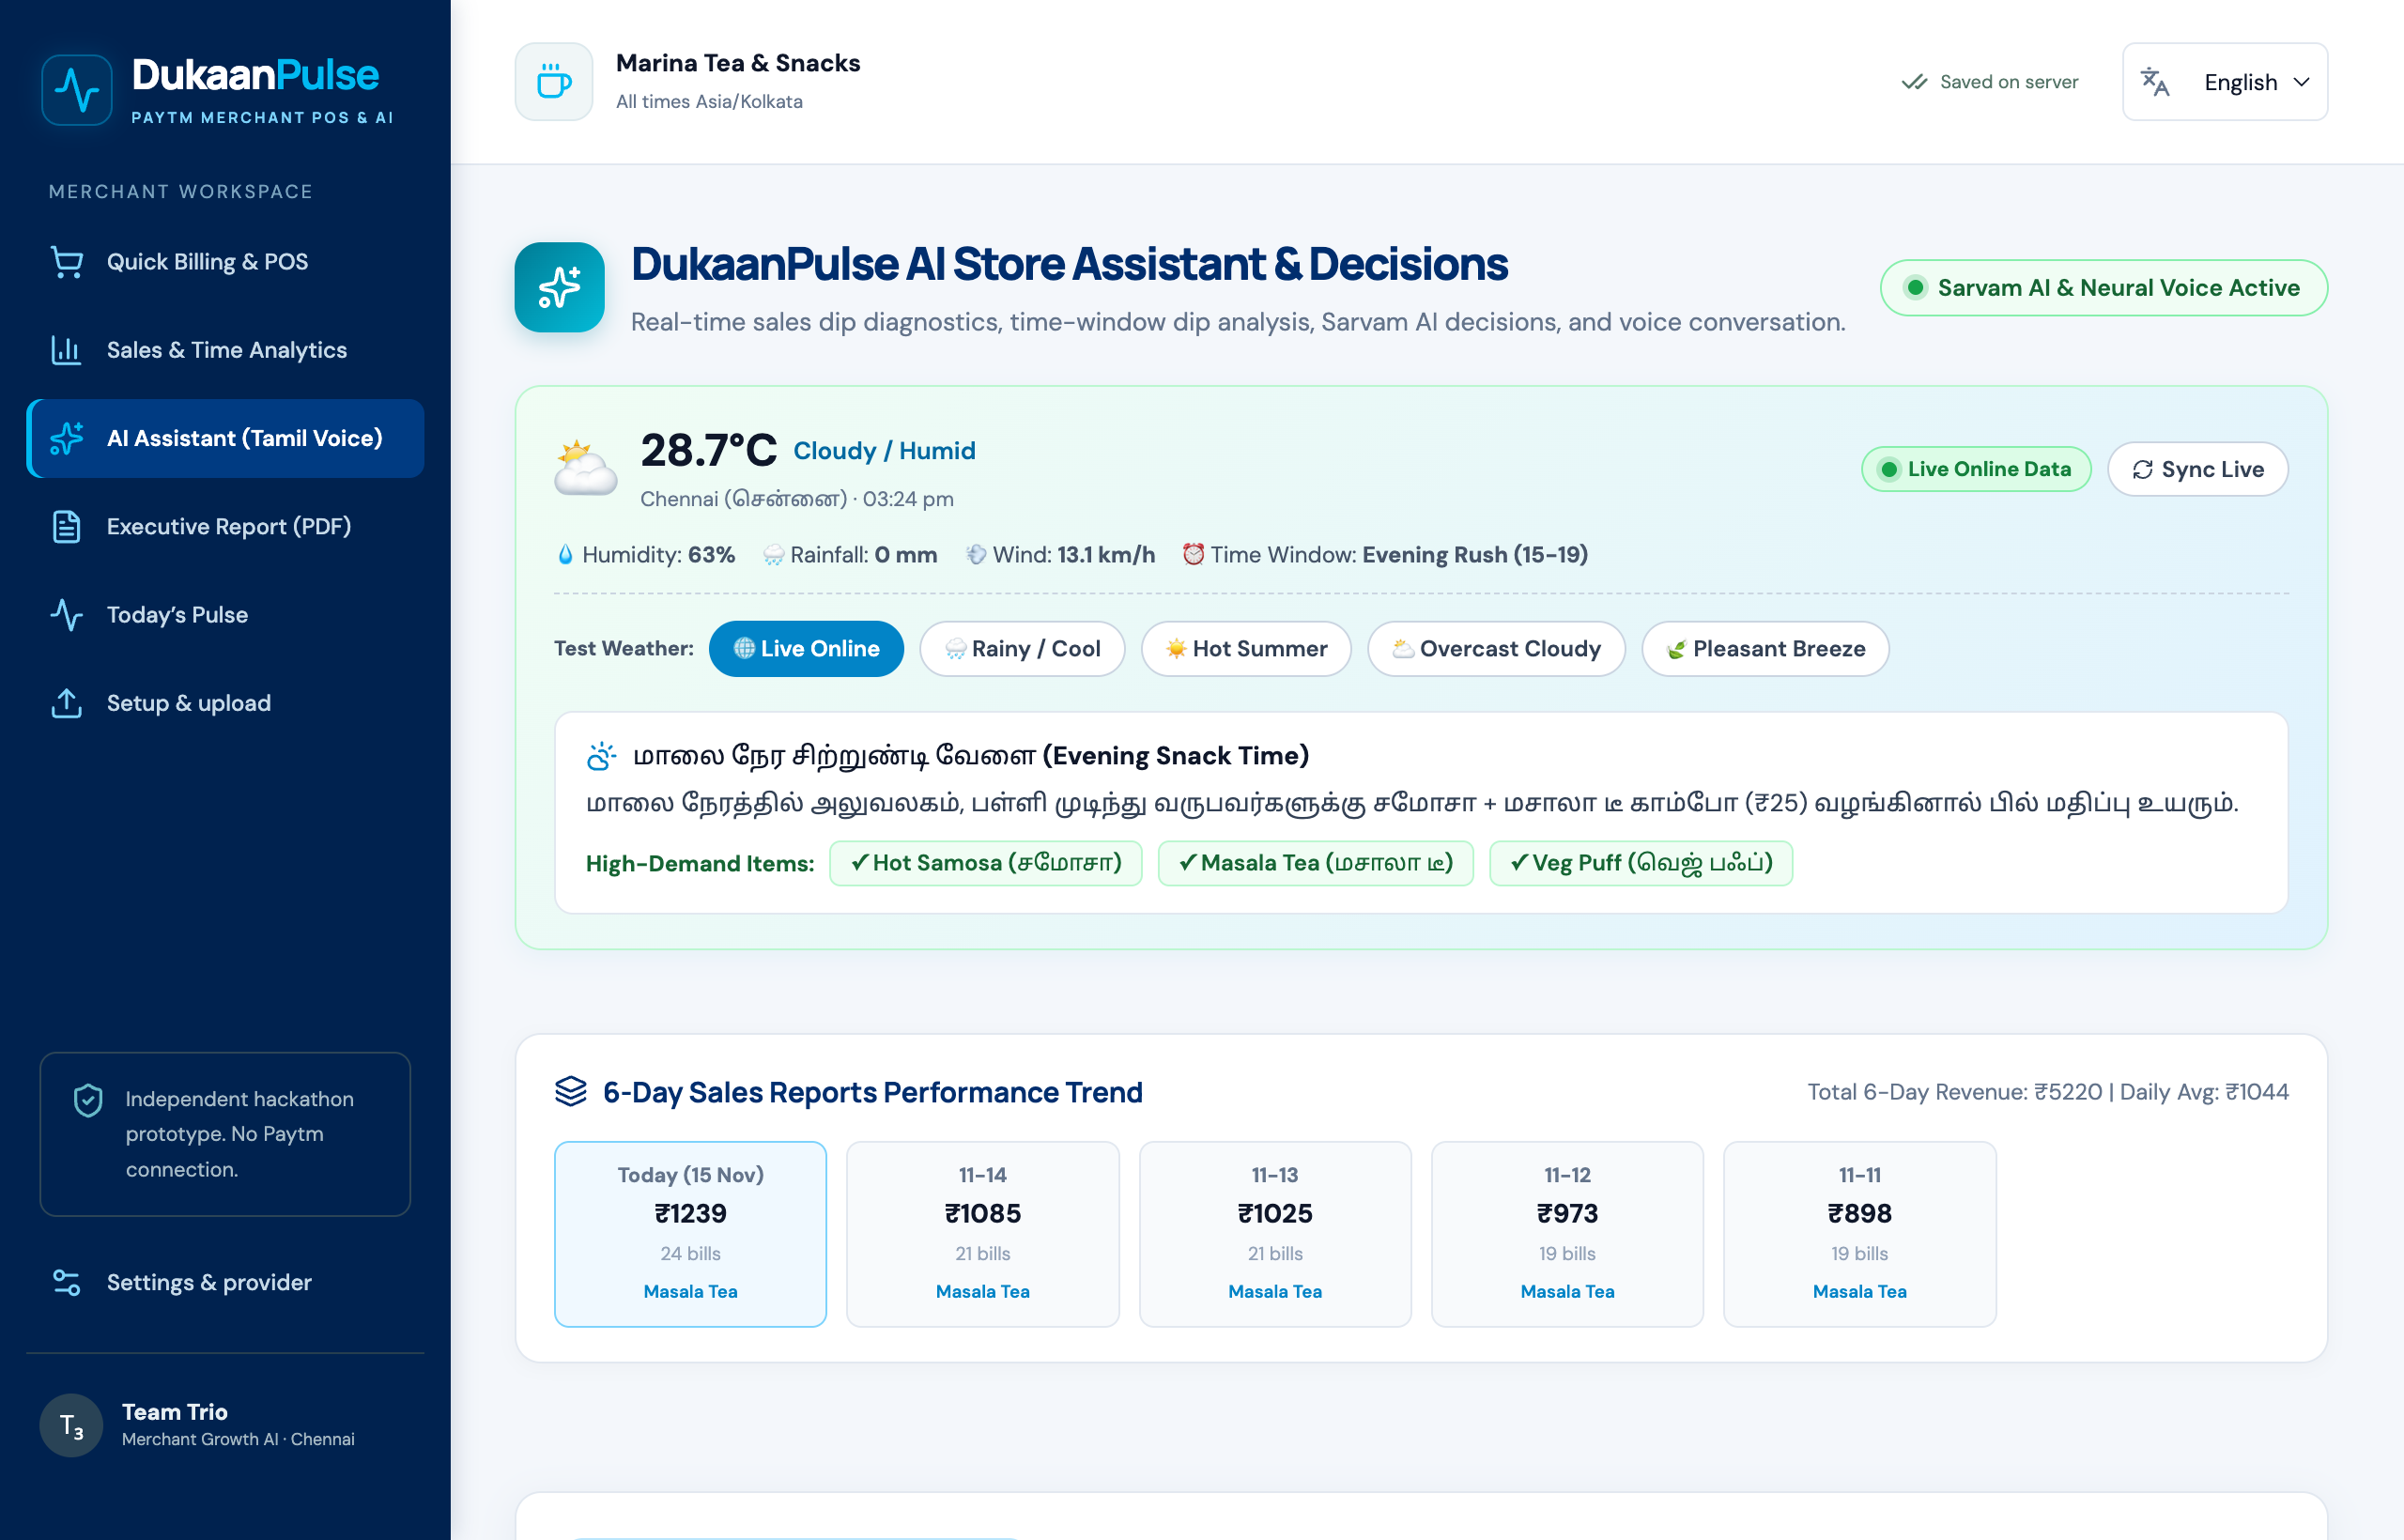 DukaanPulse
PAYTM MERCHANT POS & AI
MERCHANT WORKSPACE
Quick Billing & POS
Sales & Time Analytics
AI Assistant (Tamil Voice)
Executive Report (PDF)
Today's Pulse
Setup & upload
Independent hackathon
prototype. No Paytm
connection.
Settings & provider
T3
Team Trio
Merchant Growth AI · Chennai
Marina Tea & Snacks
All times Asia/Kolkata
Saved on server
English
DukaanPulse AI Store Assistant & Decisions
Real-time sales dip diagnostics, time-window dip analysis, Sarvam AI decisions, and voice conversation.
Sarvam AI & Neural Voice Active
28.7°C Cloudy / Humid
Chennai (சென்னை) · 03:24 pm
Live Online Data
Sync Live
💧 Humidity: 63% 🌧️ Rainfall: 0 mm 💨 Wind: 13.1 km/h ⏰ Time Window: Evening Rush (15-19)
Test Weather: 🌐 Live Online 🌧️ Rainy / Cool ☀️ Hot Summer 🌥️ Overcast Cloudy 🍃 Pleasant Breeze
மாலை நேர சிற்றுண்டி வேளை (Evening Snack Time)
மாலை நேரத்தில் அலுவலகம், பள்ளி முடிந்து வருபவர்களுக்கு சமோசா + மசாலா டீ காம்போ (₹25) வழங்கினால் பில் மதிப்பு உயரும்.
High-Demand Items: ✓ Hot Samosa (சமோசா) ✓ Masala Tea (மசாலா டீ) ✓ Veg Puff (வெஜ் பஃப்)
6-Day Sales Reports Performance Trend
Total 6-Day Revenue: ₹5220 | Daily Avg: ₹1044
Today (15 Nov)
₹1239
24 bills
Masala Tea
11-14
₹1085
21 bills
Masala Tea
11-13
₹1025
21 bills
Masala Tea
11-12
₹973
19 bills
Masala Tea
11-11
₹898
19 bills
Masala Tea